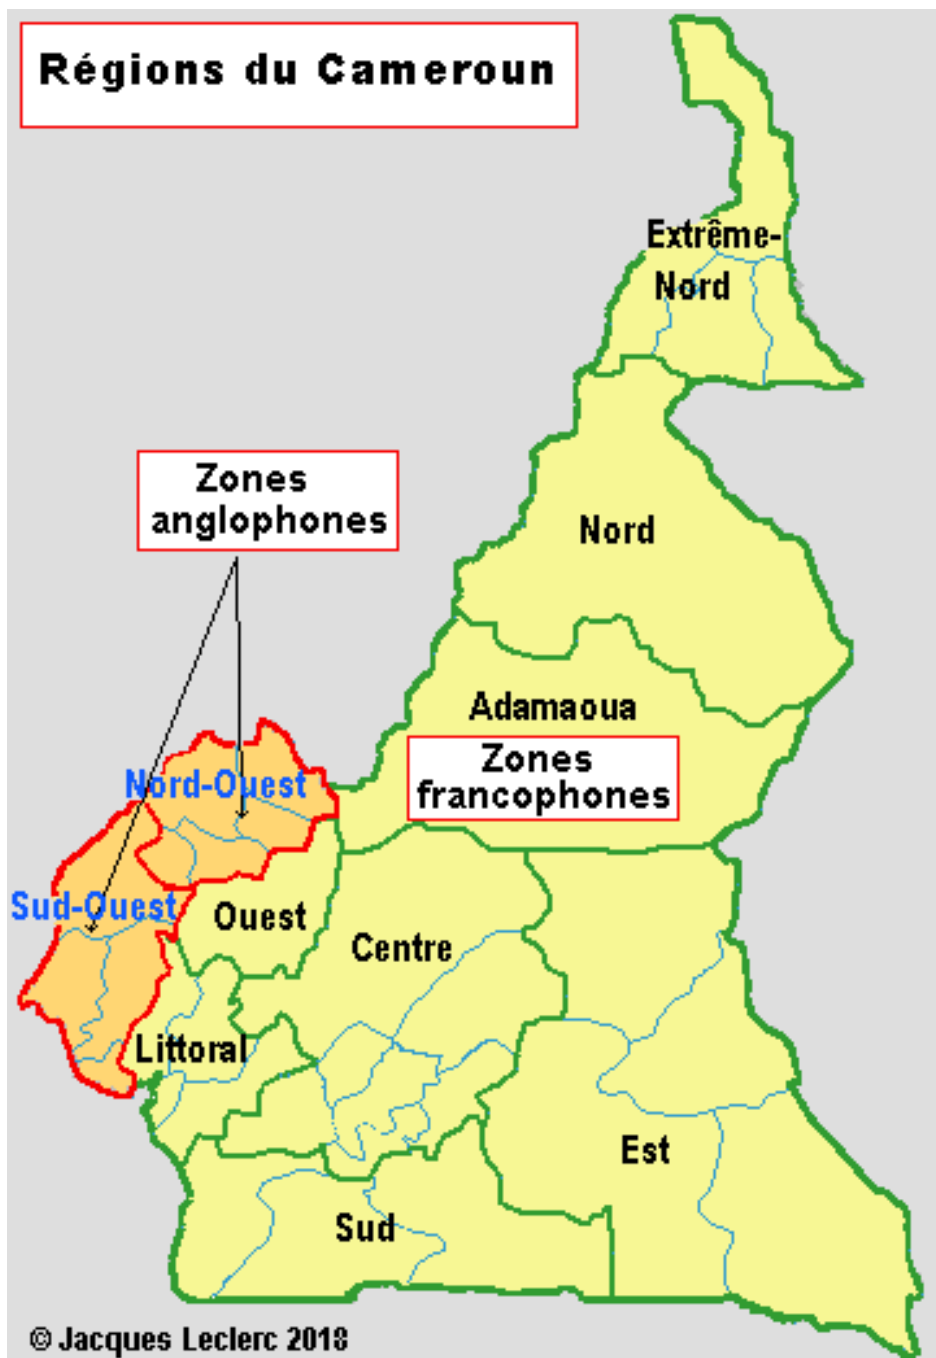 Régions du Cameroun
Extrême-
Nord
Zones
anglophones
Nord
Adamaoua
Zones
francophones
Nord-Ouest
Sud-Ouest
Ouest
Centre
Littoral
Est
Sud
© Jacques Leclerc 2018